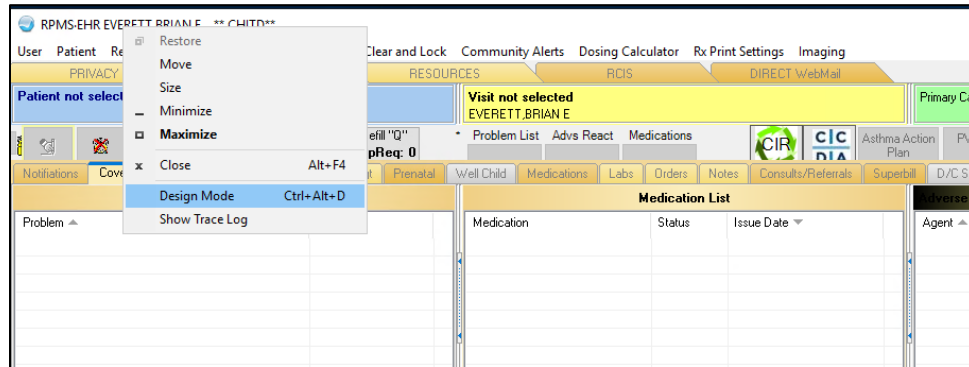 RPMS-EHR EVERETT,BRIAN E ** CHITD**
User Patient Clear and Lock Community Alerts Dosing Calculator Rx Print Settings Imaging
PRIVACY RESOURCES RCIS DIRECT WebMail
Patient not select Visit not selected Primary
EVERETT,BRIAN E
Restore
Move
Size
Minimize
Maximize
Close Alt+F4
Design Mode Ctrl+Alt+D
Show Trace Log
efill "Q" Problem List Advs React Medications CIR C|C Asthma Action
pReq: 0 Plan
Notifiations Prenatal Well Child Medications Labs Orders Notes Consults/Referrals Superbill D/C S
Medication List
Problem Medication Status Issue Date Agent